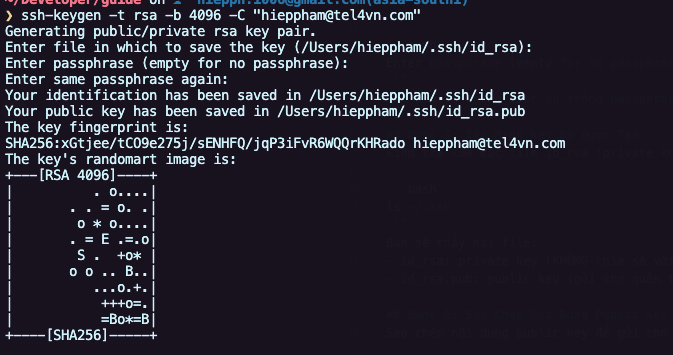 ~/Developer/guide on hiepph.1000@gmail.com(asia-south1)
❯ ssh-keygen -t rsa -b 4096 -C "hieppham@tel4vn.com"
Generating public/private rsa key pair.
Enter file in which to save the key (/Users/hieppham/.ssh/id_rsa):
Enter passphrase (empty for no passphrase):
Enter same passphrase again:
Your identification has been saved in /Users/hieppham/.ssh/id_rsa
Your public key has been saved in /Users/hieppham/.ssh/id_rsa.pub
The key fingerprint is:
SHA256:xGtjee/tCO9e275j/sENHFQ/jqP3iFvR6WQQrKHRado hieppham@tel4vn.com
The key's randomart image is:
+---[RSA 4096]----+
|          . o....|
|       . . = o. .|
|        o * o....|
|       . = E .=.o|
|        S .  +o* |
|       o o .. B..|
|          ...o.+.|
|           +++o=.|
|           =Bo*=B|
+----[SHA256]-----+